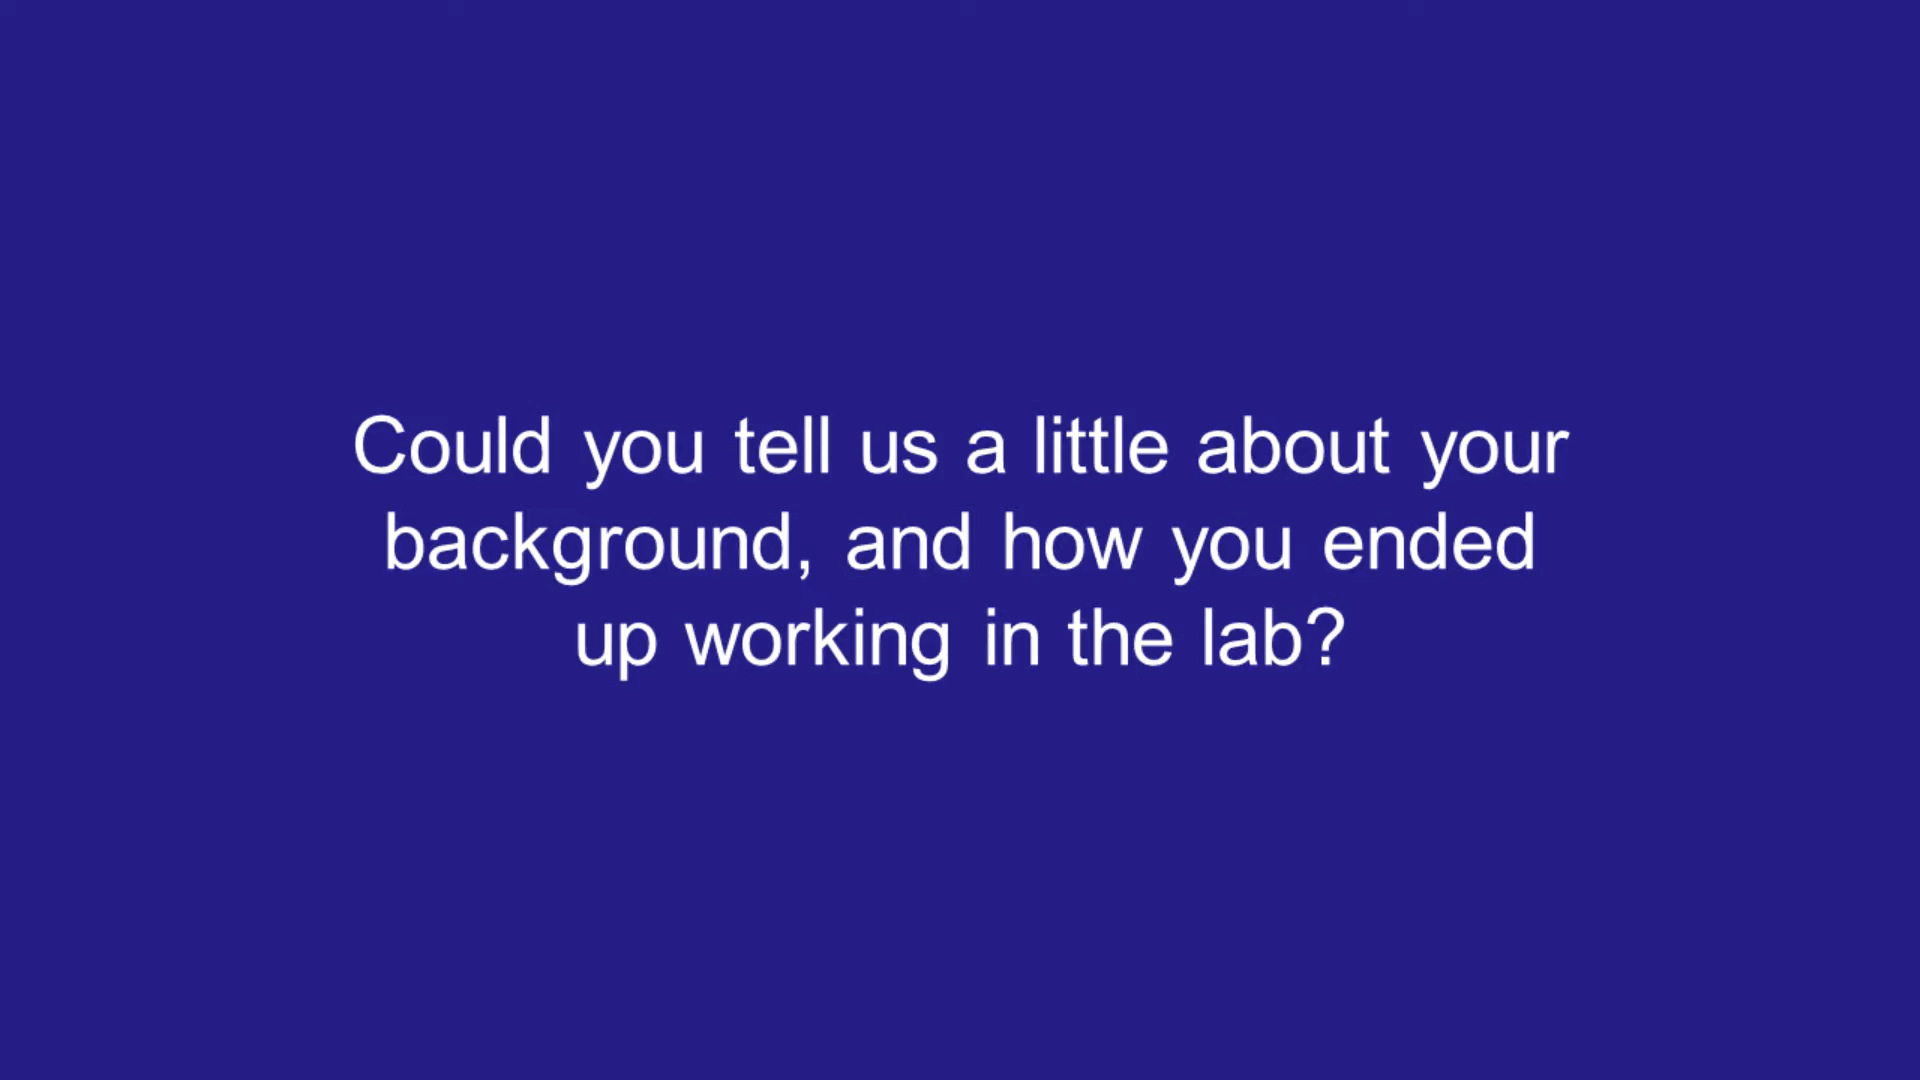 Could you tell us a little about your
background, and how you ended
up working in the lab?